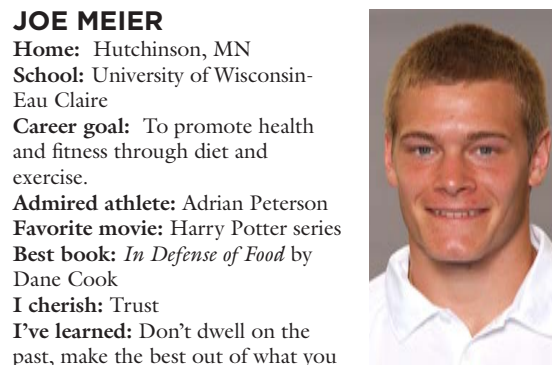 JOE MEIER
Home: Hutchinson, MN
School: University of Wisconsin-
Eau Claire
Career goal: To promote health
and fitness through diet and
exercise.
Admired athlete: Adrian Peterson
Favorite movie: Harry Potter series
Best book: In Defense of Food by
Dane Cook
I cherish: Trust
I've learned: Don't dwell on the
past, make the best out of what you